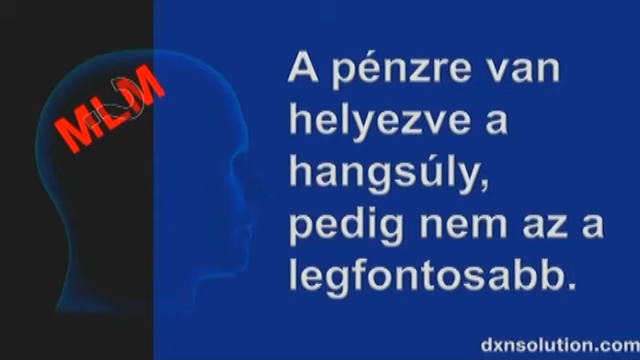 MLM
A pénzre van
helyezve a
hangsúly,
pedig nem az a
legfontosabb.
dxnsolution.com